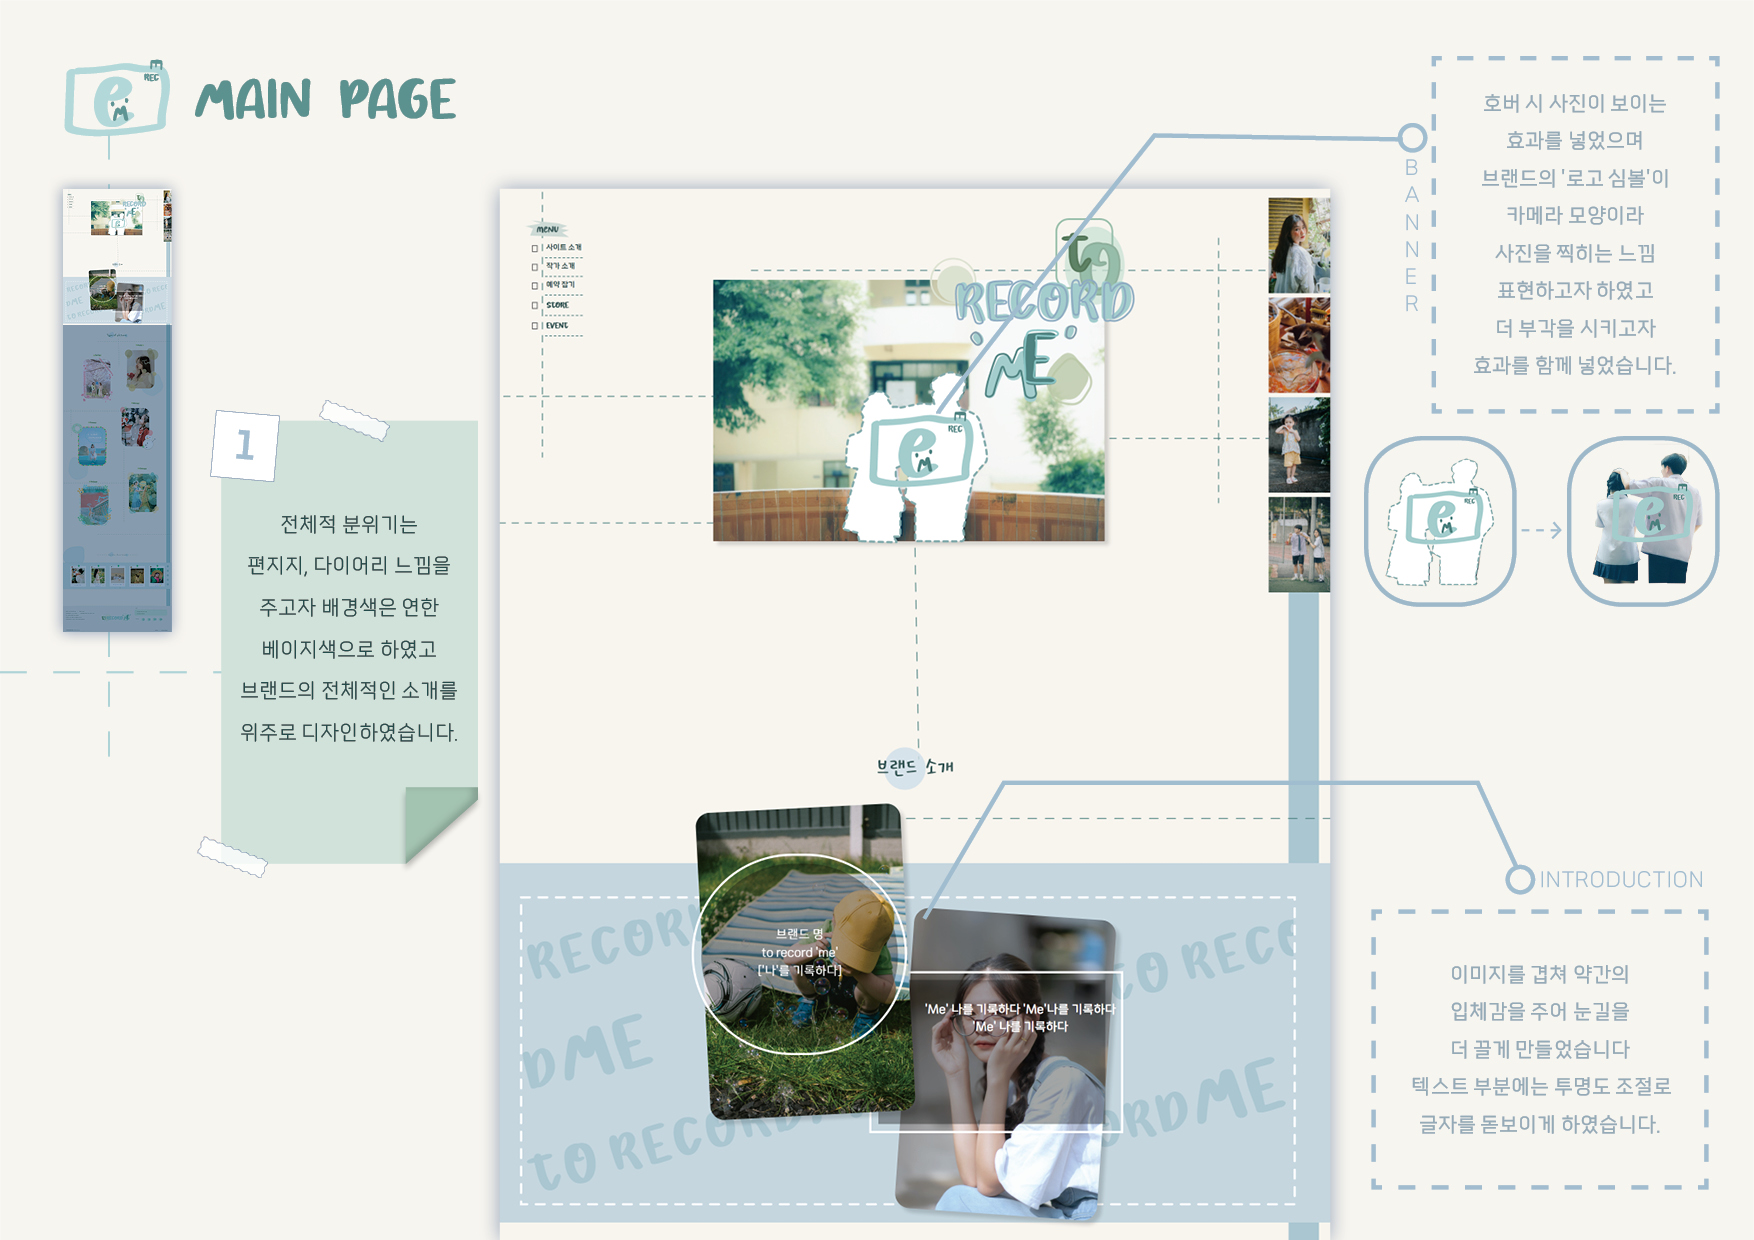 REC
e
M
MAIN PAGE
1
전체적 분위기는
편지지, 다이어리 느낌을
주고자 배경색은 연한
베이지색으로 하였고
브랜드의 전체적인 소개를
위주로 디자인하였습니다.
MENU
사이트 소개
작가 소개
예약 잡기
STORE
EVENT
to
RECORD
'ME'
REC
e
M
브랜드 소개
브랜드 명
to record 'me'
['나'를 기록하다]
'Me' 나를 기록하다 'Me'나를 기록하다
'Me' 나를 기록하다
RECOR
TO RECO
DME
TO RECORD
ORDME
BANNER
호버 시 사진이 보이는
효과를 넣었으며
브랜드의 '로고 심볼'이
카메라 모양이라
사진을 찍히는 느낌
표현하고자 하였고
더 부각을 시키고자
효과를 함께 넣었습니다.
REC
e
M
REC
e
M
INTRODUCTION
이미지를 겹쳐 약간의
입체감을 주어 눈길을
더 끌게 만들었습니다
텍스트 부분에는 투명도 조절로
글자를 돋보이게 하였습니다.